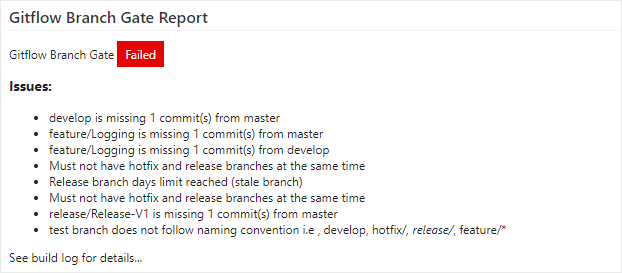 Gitflow Branch Gate Report
Gitflow Branch Gate Failed
Issues:
develop is missing 1 commit(s) from master
feature/Logging is missing 1 commit(s) from master
feature/Logging is missing 1 commit(s) from develop
Must not have hotfix and release branches at the same time
Release branch days limit reached (stale branch)
Must not have hotfix and release branches at the same time
release/Release-V1 is missing 1 commit(s) from master
test branch does not follow naming convention i.e , develop, hotfix/, release/, feature/*
See build log for details...